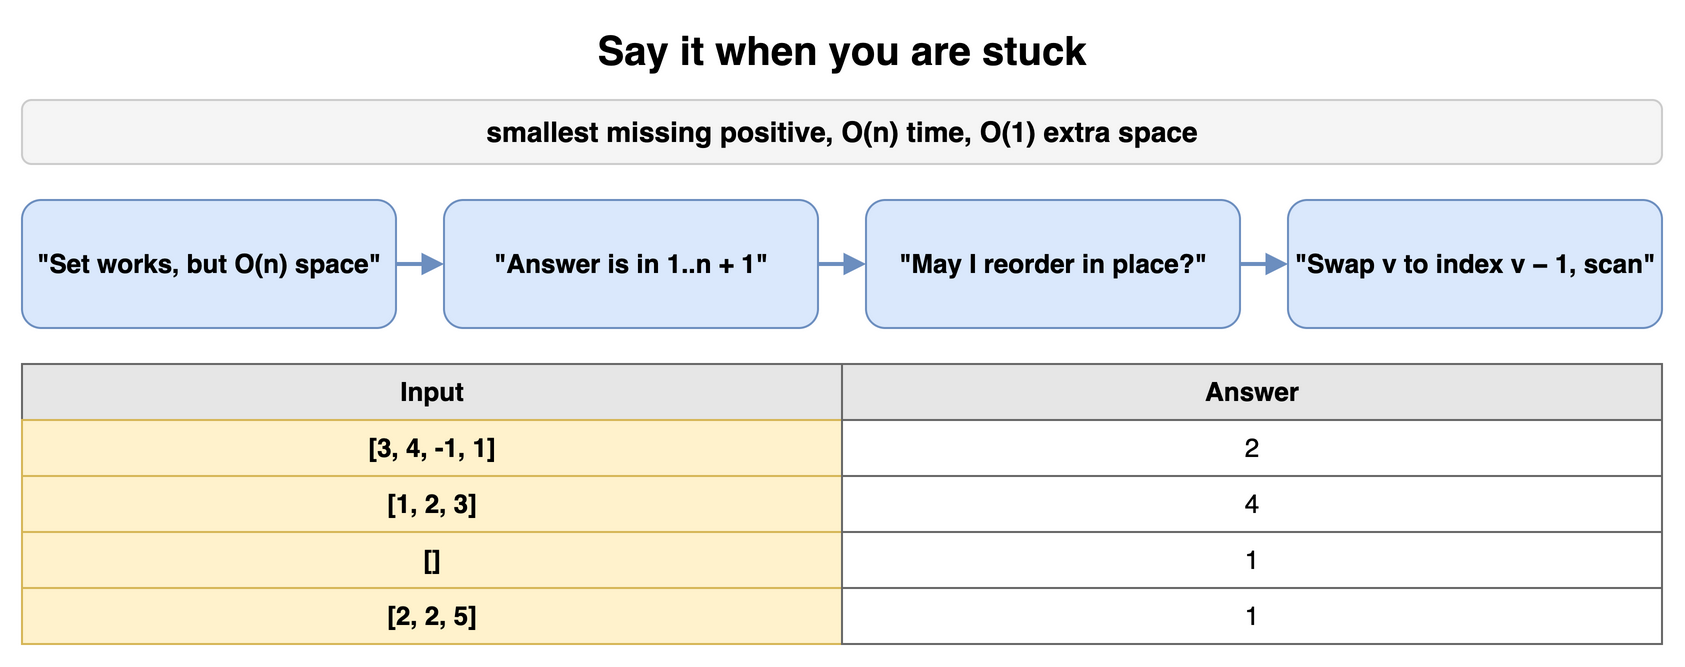 Say it when you are stuck
smallest missing positive, O(n) time, O(1) extra space
"Set works, but O(n) space"
"Answer is in 1..n + 1"
"May I reorder in place?"
"Swap v to index v – 1, scan"
Input Answer
[3, 4, -1, 1] 2
[1, 2, 3] 4
[] 1
[2, 2, 5] 1